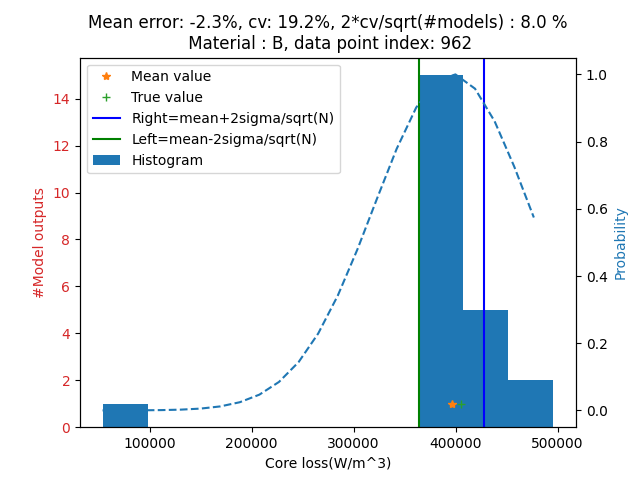 Mean error: -2.3%, cv: 19.2%, 2*cv/sqrt(#models) : 8.0 %
Material : B, data point index: 962
Mean value
True value
Right=mean+2sigma/sqrt(N)
Left=mean-2sigma/sqrt(N)
Histogram
#Model outputs
14
12
10
8
6
4
2
0
1.0
0.8
0.6
0.4
0.2
0.0
Probability
100000 200000 300000 400000 500000
Core loss(W/m^3)